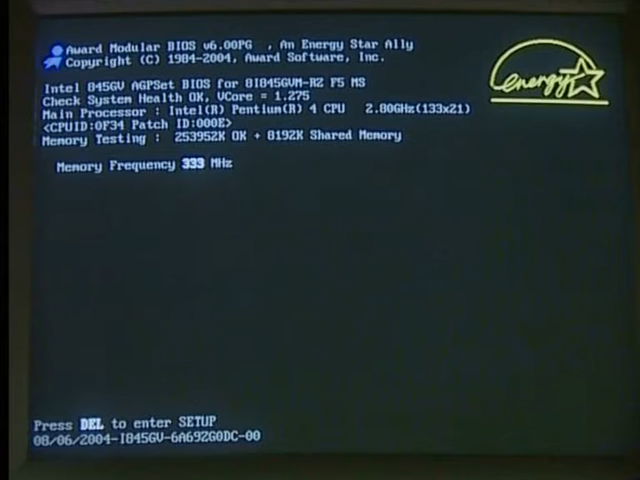 Award Modular BIOS v6.00PG , An Energy Star Ally
Copyright (C) 1984-2004, Award Software, Inc.
energy
Intel 845GV AGPSet BIOS for 8I845GVM-RZ F5 MS
Check System Health OK, VCore = 1.275
Main Processor : Intel(R) Pentium(R) 4 CPU 2.80GHz(133x21)
<CPUID:0F34 Patch ID:000E>
Memory Testing : 253952K OK + 8192K Shared Memory
Memory Frequency 333 MHz
Press DEL to enter SETUP
08/06/2004-I845GV-6A69ZG0DC-00